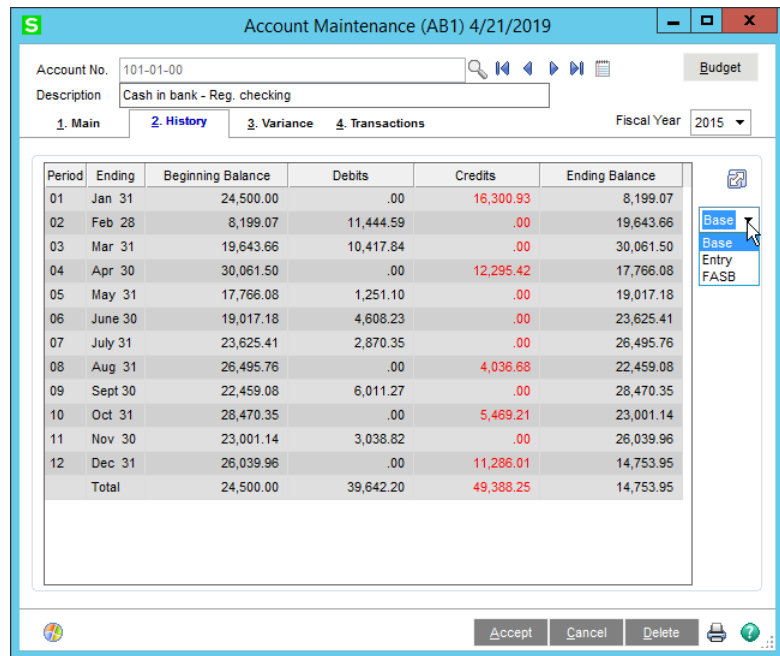 S Account Maintenance (AB1) 4/21/2019 x
Account No. 101-01-00 Budget
Description Cash in bank - Reg. checking
1. Main 2. History 3. Variance 4. Transactions Fiscal Year 2015
Period Ending Beginning Balance Debits Credits Ending Balance
01 Jan 31 24,500.00 .00 16,300.93 8,199.07
02 Feb 28 8,199.07 11,444.59 .00 19,643.66
03 Mar 31 19,643.66 10,417.84 .00 30,061.50
04 Apr 30 30,061.50 .00 12,295.42 17,766.08
05 May 31 17,766.08 1,251.10 .00 19,017.18
06 June 30 19,017.18 4,608.23 .00 23,625.41
07 July 31 23,625.41 2,870.35 .00 26,495.76
08 Aug 31 26,495.76 .00 4,036.68 22,459.08
09 Sept 30 22,459.08 6,011.27 .00 28,470.35
10 Oct 31 28,470.35 .00 5,469.21 23,001.14
11 Nov 30 23,001.14 3,038.82 .00 26,039.96
12 Dec 31 26,039.96 .00 11,286.01 14,753.95
Total 24,500.00 39,642.20 49,388.25 14,753.95
Base
Base
Entry
FASB
Accept Cancel Delete ?